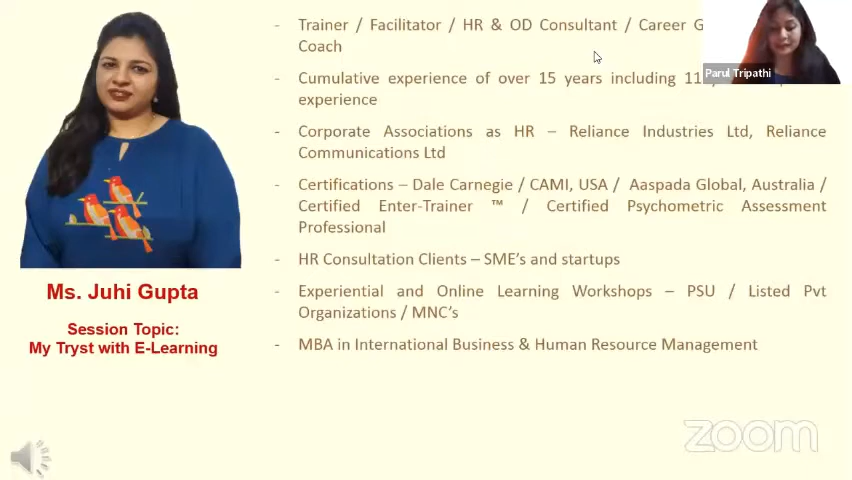 - Trainer / Facilitator / HR & OD Consultant / Career G
Coach
- Cumulative experience of over 15 years including 11
experience
- Corporate Associations as HR – Reliance Industries Ltd, Reliance
Communications Ltd
- Certifications – Dale Carnegie / CAMI, USA / Aaspada Global, Australia /
Certified Enter-Trainer ™ / Certified Psychometric Assessment
Professional
- HR Consultation Clients – SME's and startups
- Experiential and Online Learning Workshops – PSU / Listed Pvt
Organizations / MNC's
- MBA in International Business & Human Resource Management
Ms. Juhi Gupta
Session Topic:
My Tryst with E-Learning
Parul Tripathi
zoom